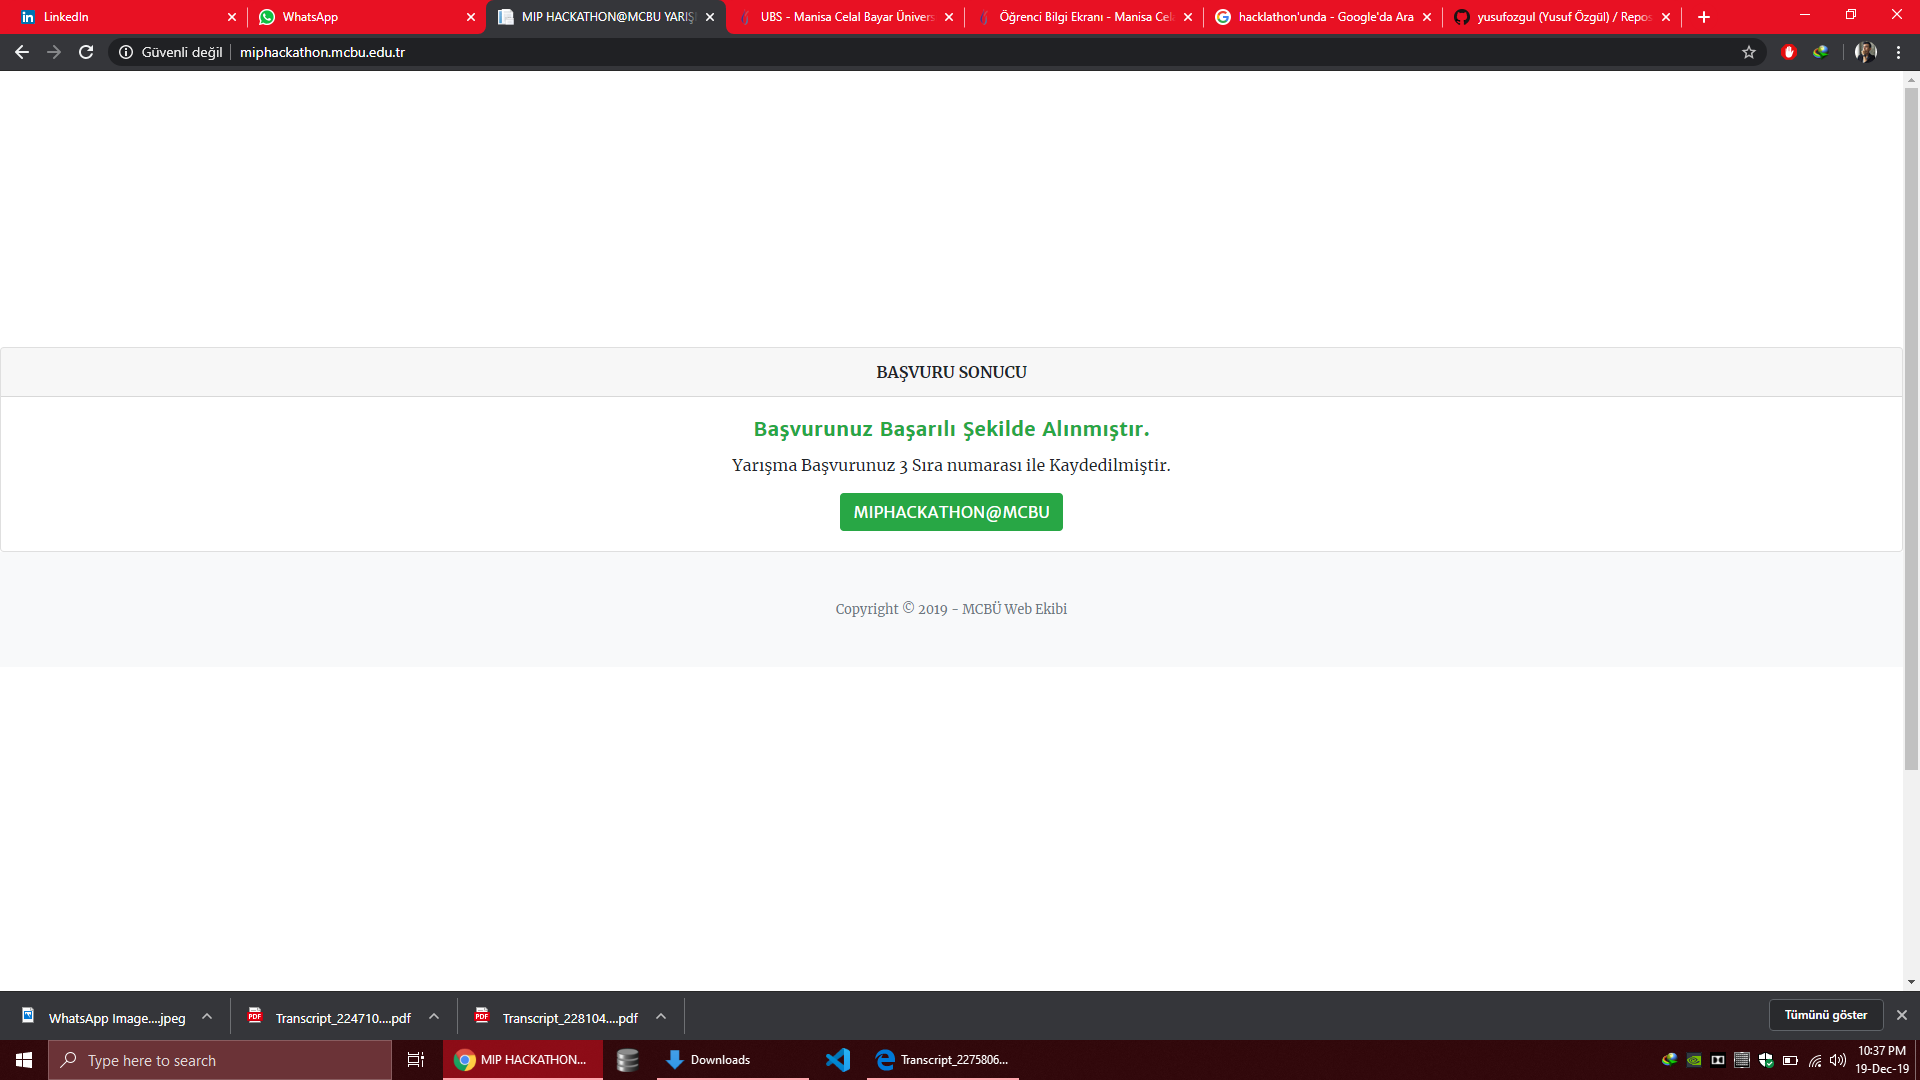 LinkedIn
WhatsApp
MIP HACKATHON@MCBU YARIŞ
UBS - Manisa Celal Bayar Ünivers
Öğrenci Bilgi Ekranı - Manisa Cel
hacklathon'unda - Google'da Ara
yusufozgul (Yusuf Özgül) / Repos
Güvenli değil
miphackathon.mcbu.edu.tr
BAŞVURU SONUCU
Başvurunuz Başarılı Şekilde Alınmıştır.
Yarışma Başvurunuz 3 Sıra numarası ile Kaydedilmiştir.
MIPHACKATHON@MCBU
Copyright © 2019 - MCBÜ Web Ekibi
WhatsApp Image....jpeg
Transcript_224710....pdf
Transcript_228104....pdf
Tümünü göster
Type here to search
MIP HACKATHON...
Downloads
Transcript_2275806...
10:37 PM
19-Dec-19